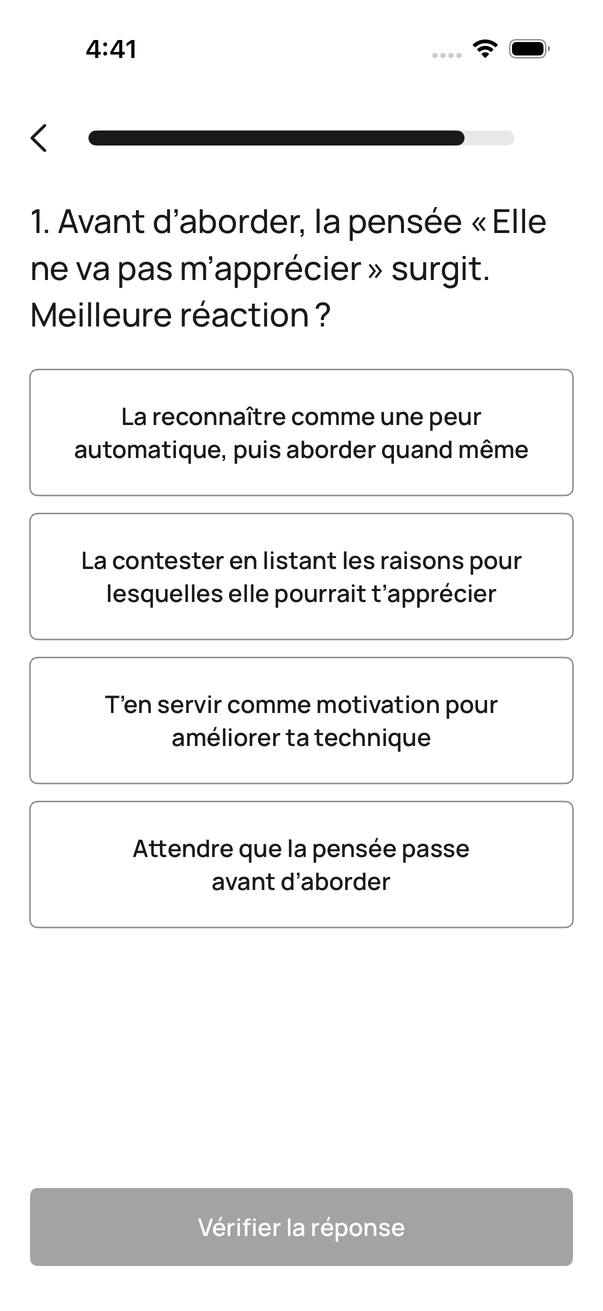 4:41
1. Avant d’aborder, la pensée « Elle
ne va pas m’apprécier » surgit.
Meilleure réaction ?
La reconnaître comme une peur
automatique, puis aborder quand même
La contester en listant les raisons pour
lesquelles elle pourrait t’apprécier
T’en servir comme motivation pour
améliorer ta technique
Attendre que la pensée passe
avant d’aborder
Vérifier la réponse